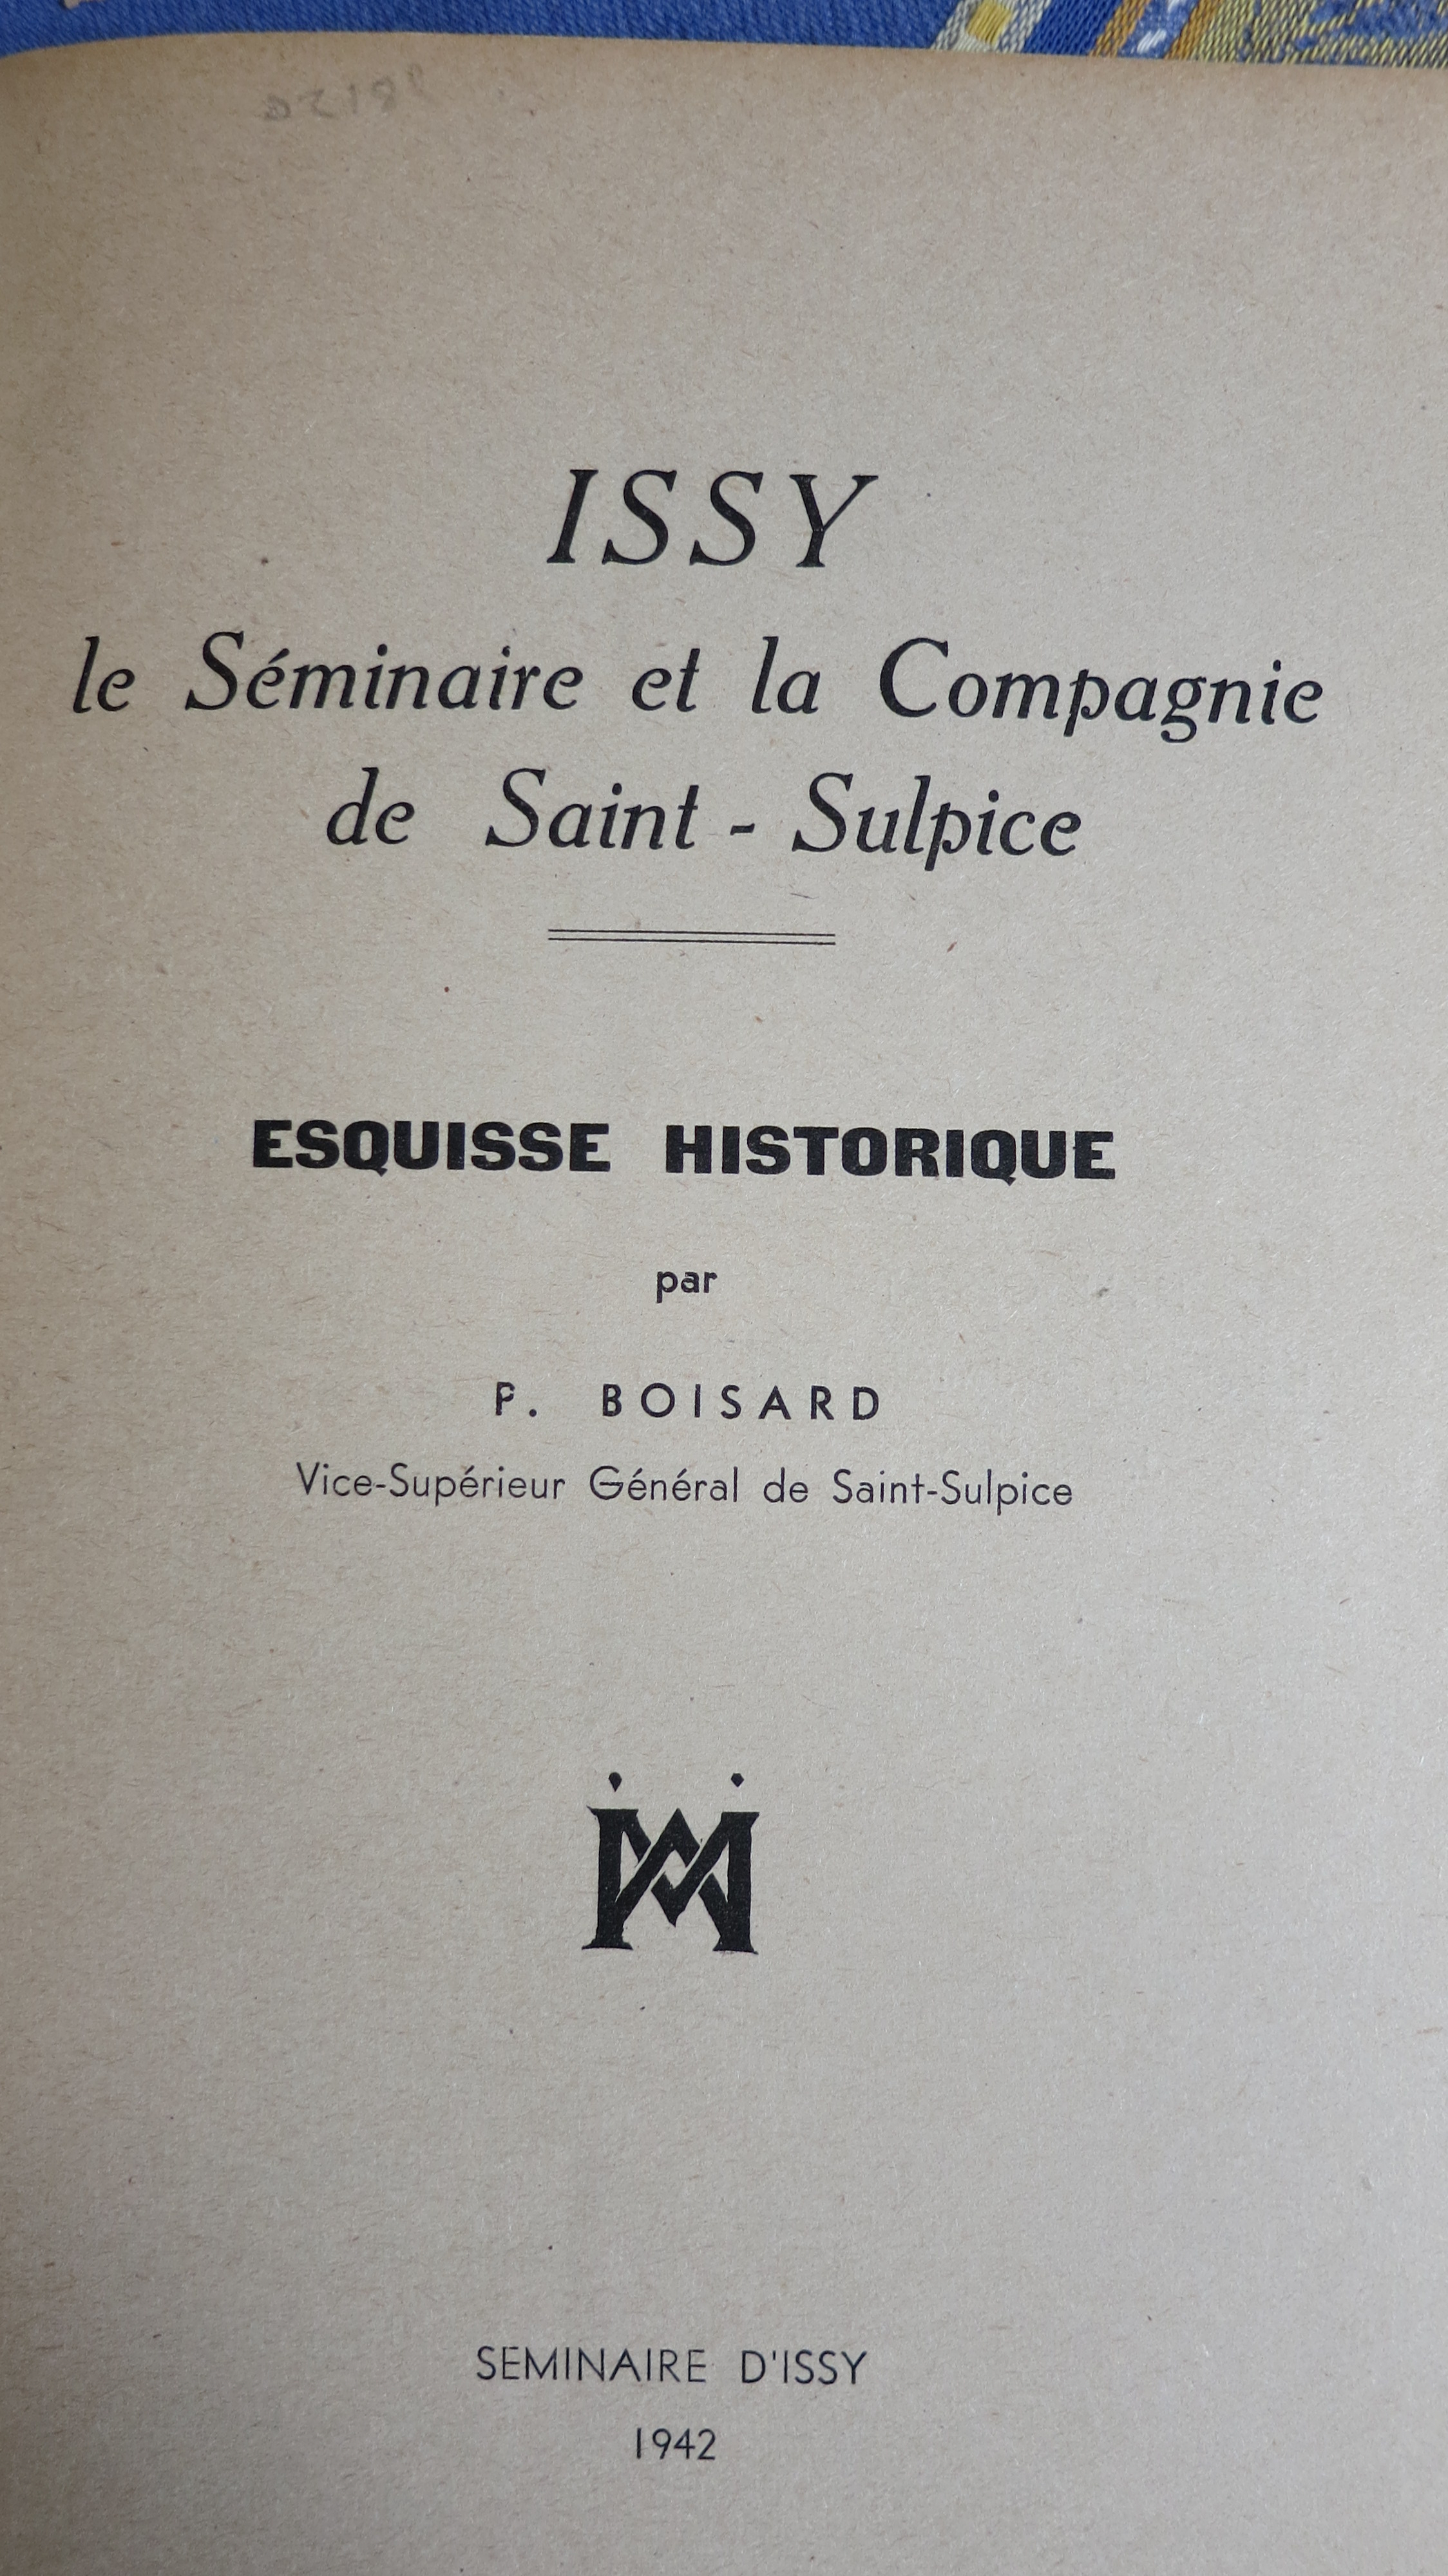 ISSY
le Séminaire et la Compagnie
de Saint - Sulpice
ESQUISSE HISTORIQUE
par
P. BOISARD
Vice-Supérieur Général de Saint-Sulpice
SEMINAIRE D'ISSY
1942